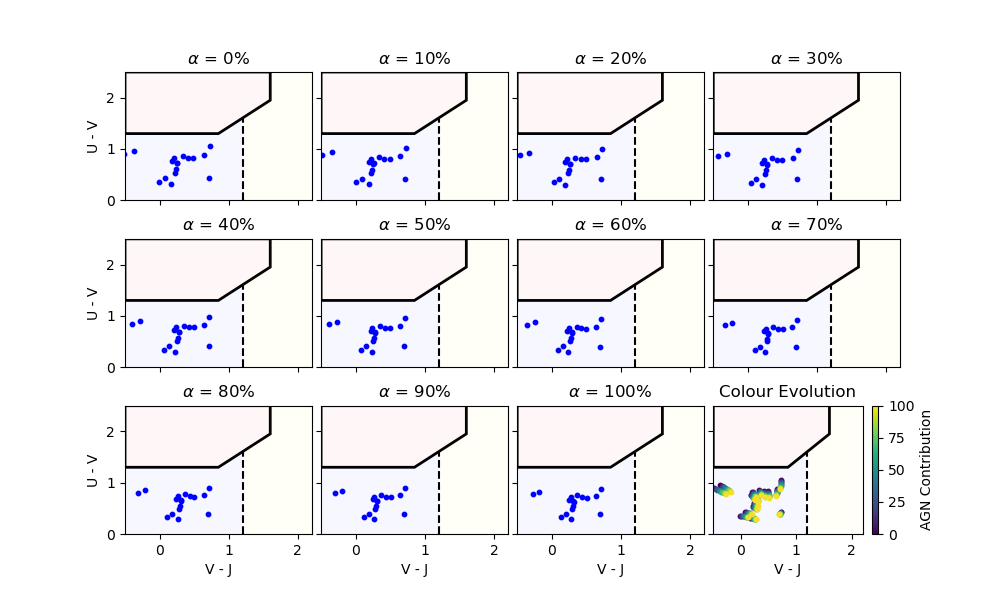 α = 0%
α = 10%
α = 20%
α = 30%
2
1
0
U - V
α = 40%
α = 50%
α = 60%
α = 70%
2
1
0
U - V
α = 80%
α = 90%
α = 100%
Colour Evolution
2
1
0
U - V
0 1 2
V - J
0 1 2
V - J
0 1 2
V - J
0 1 2
V - J
100
75
50
25
0
AGN Contribution